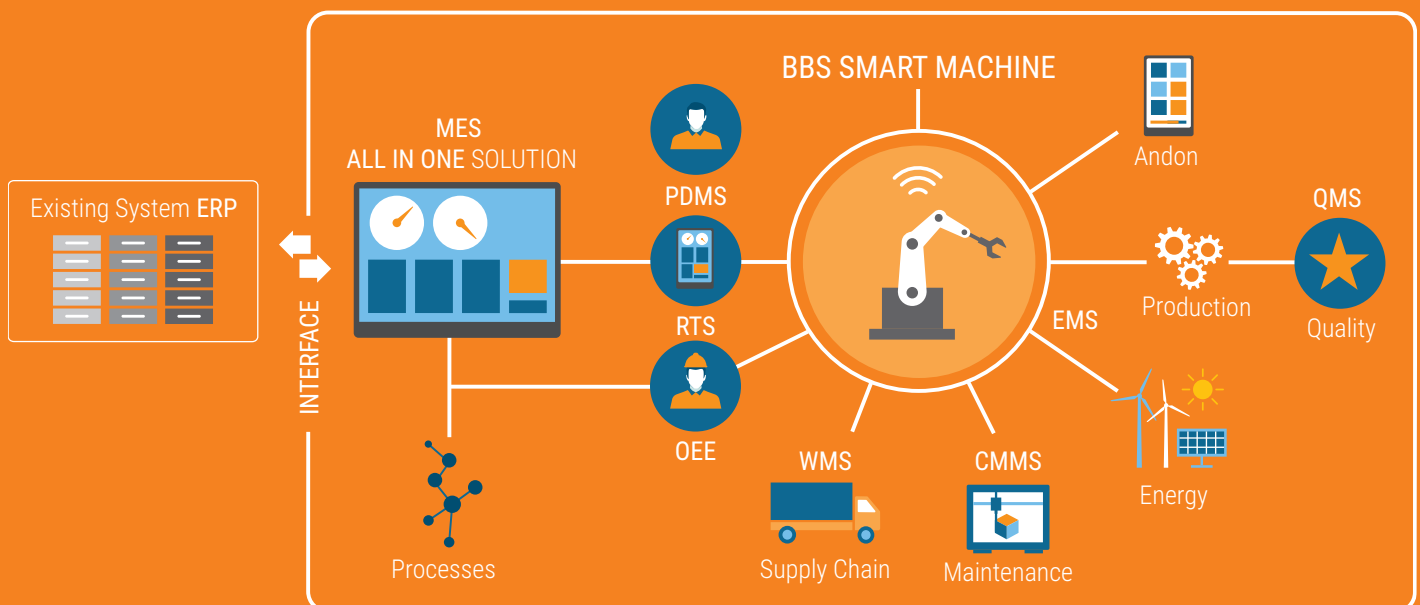 Existing System ERP
INTERFACE
MES
ALL IN ONE SOLUTION
Processes
PDMS
RTS
OEE
BBS SMART MACHINE
Andon
QMS
Production
Quality
EMS
Energy
WMS
Supply Chain
CMMS
Maintenance